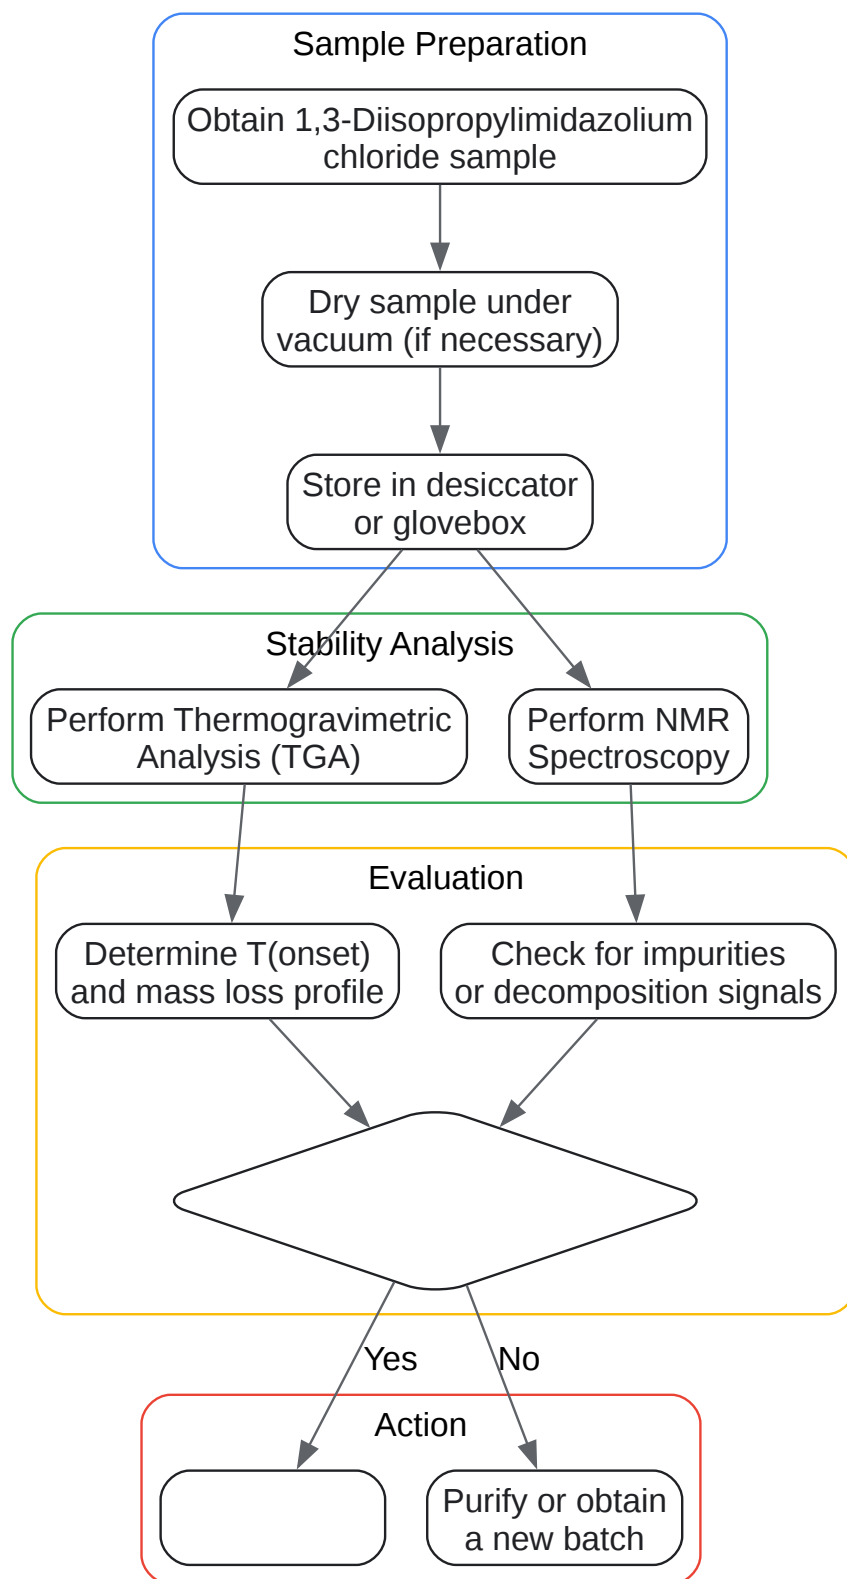 Sample Preparation
Obtain 1,3-Diisopropylimidazolium
chloride sample
Dry sample under
vacuum (if necessary)
Store in desiccator
or glovebox
Stability Analysis
Perform Thermogravimetric
Analysis (TGA)
Perform NMR
Spectroscopy
Evaluation
Determine T(onset)
and mass loss profile
Check for impurities
or decomposition signals
Yes
No
Action
Purify or obtain
a new batch